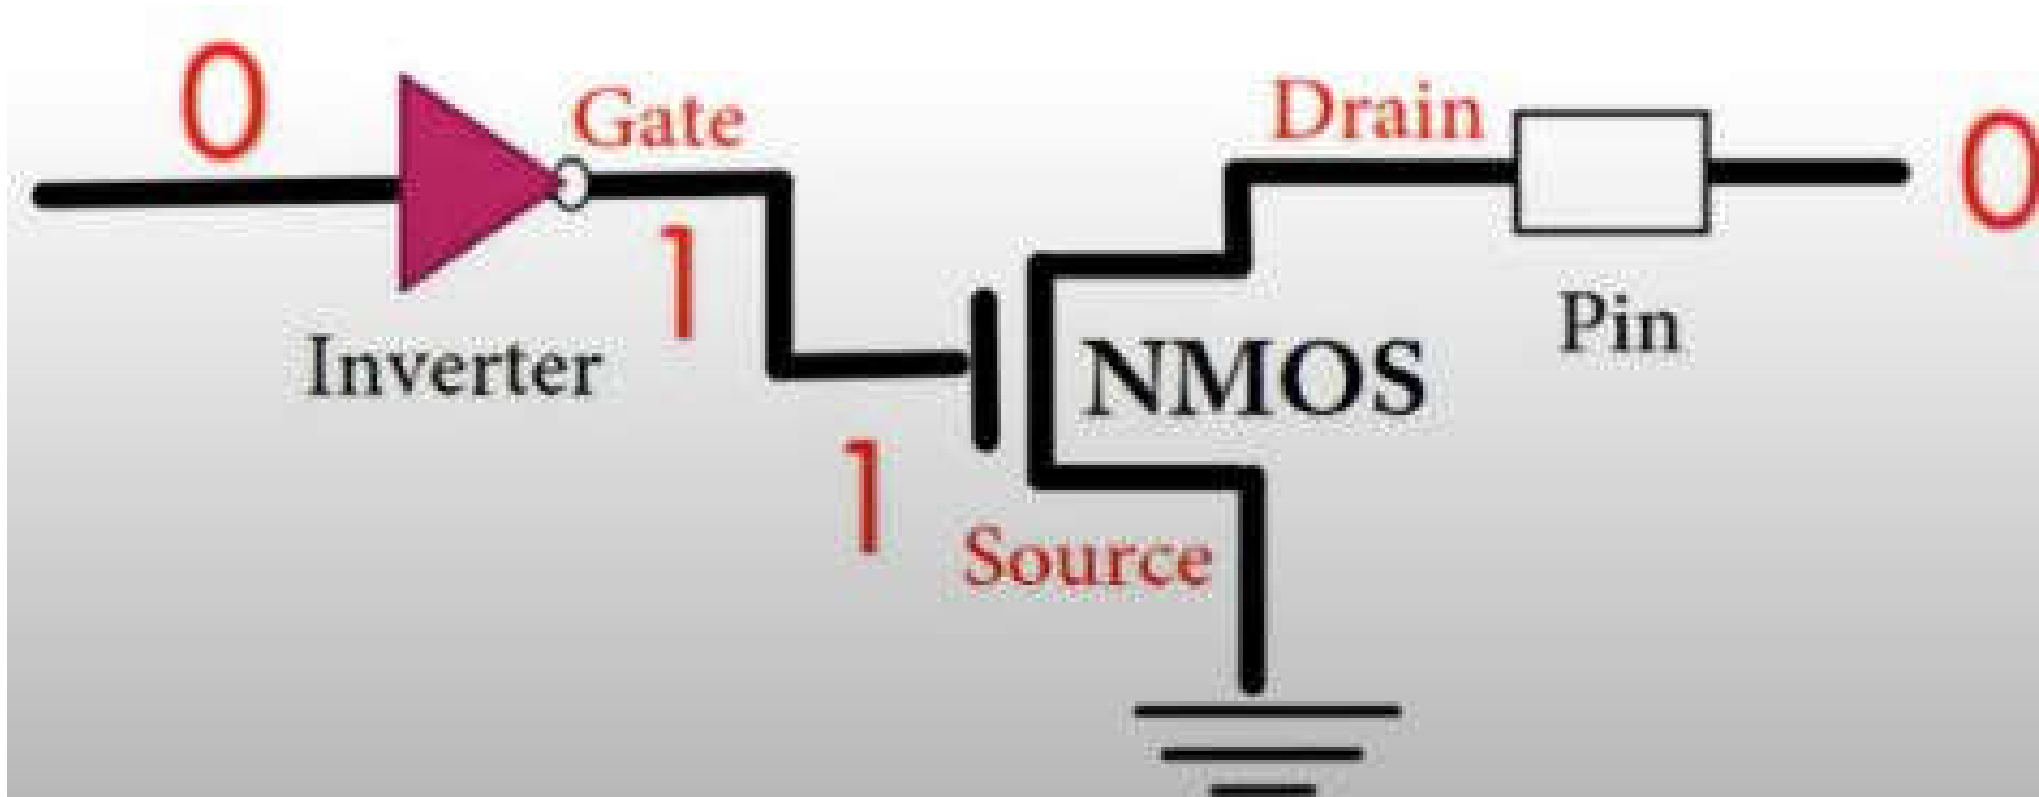 0
Gate
Drain
0
1
Inverter
Pin
NMOS
1
Source